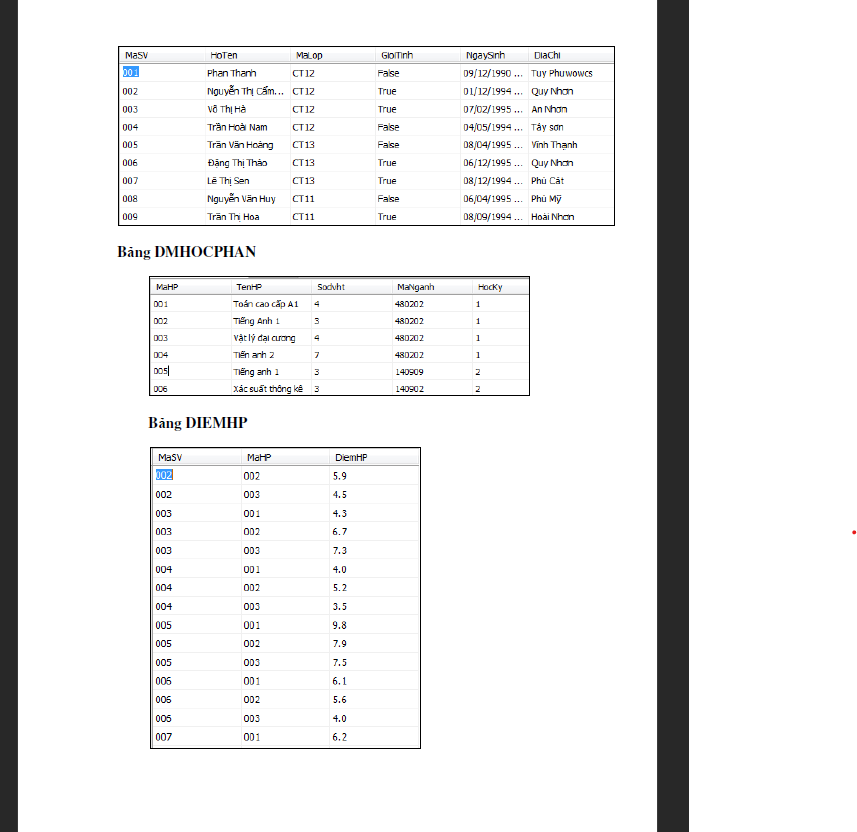 MaSV HoTen MaLop GioiTinh NgaySinh DiaChi
001 Phan Thanh CT12 False 09/12/1990 ... Tuy Phuwowcs
002 Nguyễn Thị Cẩm... CT12 True 01/12/1994 ... Quy Nhơn
003 Võ Thị Hà CT12 True 07/02/1995 ... An Nhơn
004 Trần Hoài Nam CT12 False 04/05/1994 ... Tây sơn
005 Trần Văn Hoàng CT13 False 08/04/1995 ... Vĩnh Thạnh
006 Đặng Thị Thảo CT13 True 06/12/1995 ... Quy Nhơn
007 Lê Thị Sen CT13 True 08/12/1994 ... Phù Cát
008 Nguyễn Văn Huy CT11 False 06/04/1995 ... Phù Mỹ
009 Trần Thị Hoa CT11 True 08/09/1994 ... Hoài Nhơn
Bảng DMHOCPHAN
MaHP TenHP Sodvht MaNganh HocKy
001 Toán cao cấp A1 4 480202 1
002 Tiếng Anh 1 3 480202 1
003 Vật lý đại cương 4 480202 1
004 Tiến anh 2 7 480202 1
005 Tiếng anh 1 3 140909 2
006 Xác suất thống kê 3 140902 2
Bảng DIEMHP
MaSV MaHP DiemHP
002 002 5.9
002 003 4.5
003 001 4.3
003 002 6.7
003 003 7.3
004 001 4.0
004 002 5.2
004 003 3.5
005 001 9.8
005 002 7.9
005 003 7.5
006 001 6.1
006 002 5.6
006 003 4.0
007 001 6.2